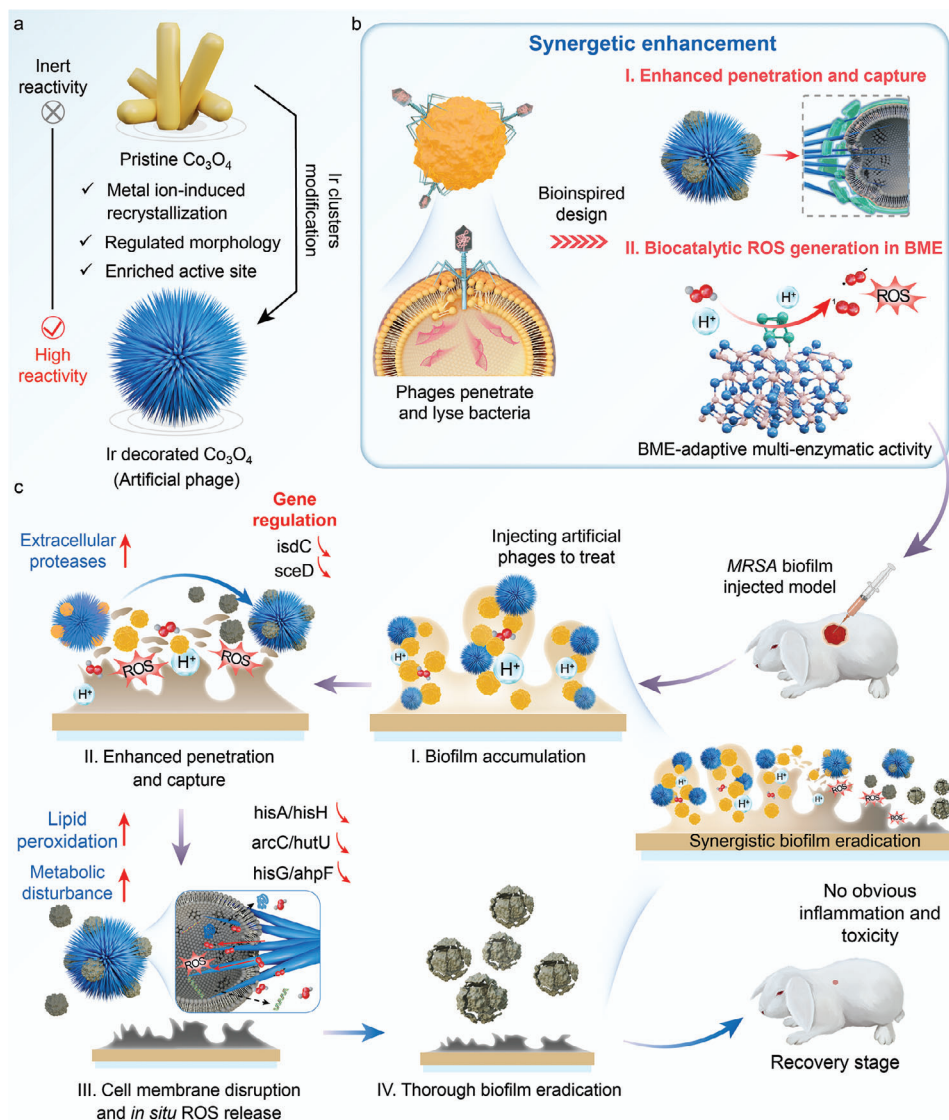 a
Inert
reactivity
Pristine Co₃O₄
✓ Metal ion-induced
recrystallization
✓ Regulated morphology
✓ Enriched active site
Ir clusters
modification
High
reactivity
Ir decorated Co₃O₄
(Artificial phage)
b
Synergetic enhancement
I. Enhanced penetration and capture
Bioinspired
design
II. Biocatalytic ROS generation in BME
H⁺
H⁺
1
ROS
Phages penetrate
and lyse bacteria
BME-adaptive multi-enzymatic activity
c
Extracellular
proteases
Gene
regulation
isdC
sceD
ROS
H⁺
ROS
H⁺
II. Enhanced penetration
and capture
Injecting artificial
phages to treat
H⁺
H⁺
H⁺
I. Biofilm accumulation
MRSA biofilm
injected model
H⁺
H⁺
H⁺
H⁺
ROS
ROS
ROS
Synergistic biofilm eradication
Lipid
peroxidation
Metabolic
disturbance
hisA/hisH
arcC/hutU
hisG/ahpF
ROS
III. Cell membrane disruption
and in situ ROS release
IV. Thorough biofilm eradication
No obvious
inflammation and
toxicity
Recovery stage